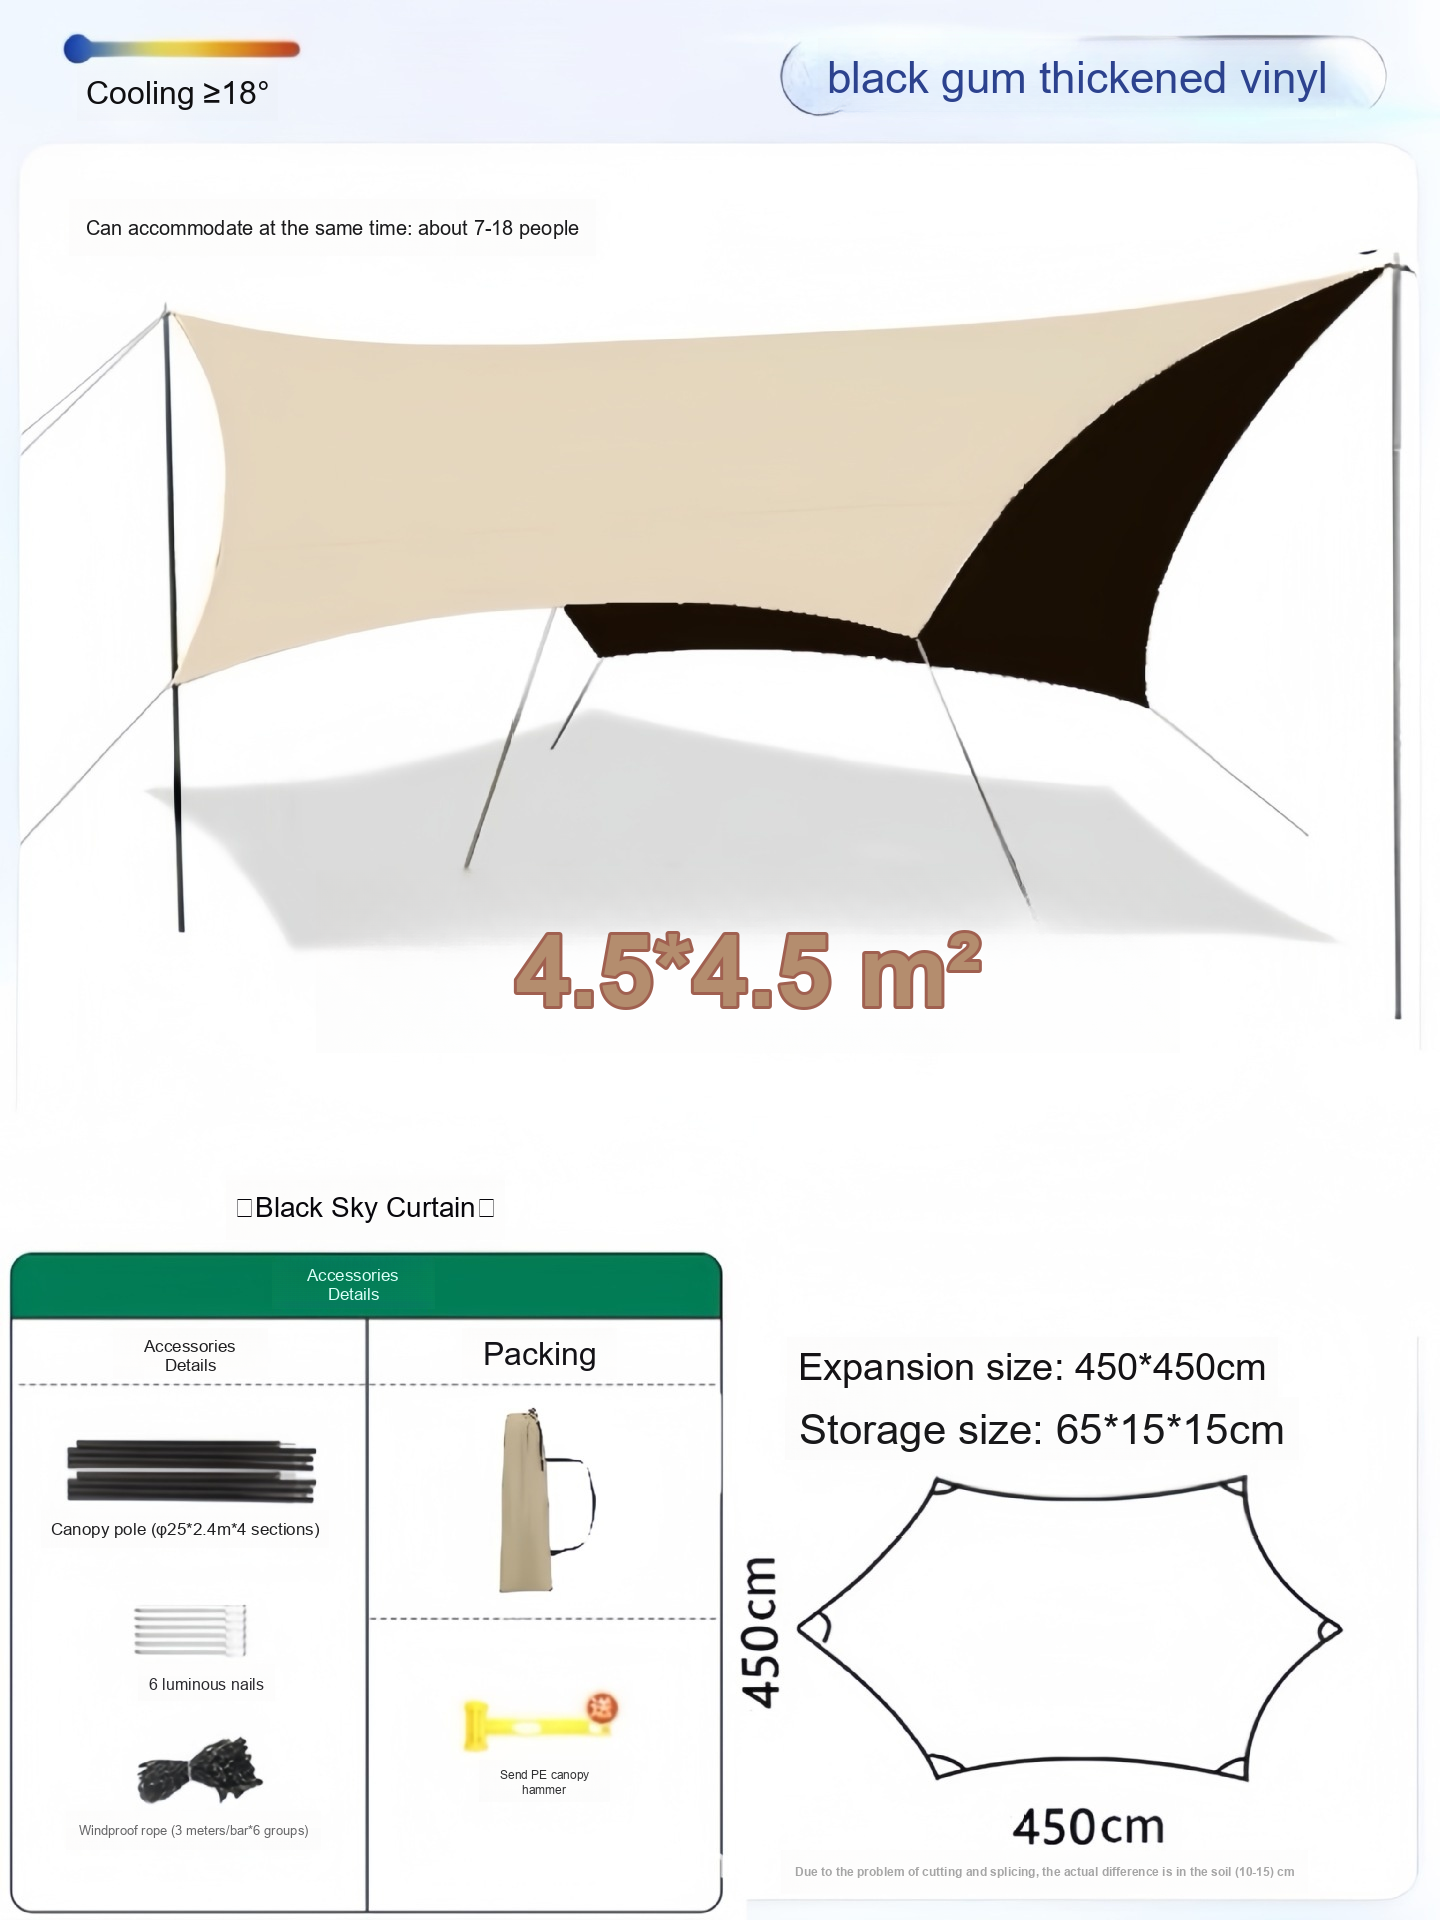 Cooling ≥18°
black gum thickened vinyl
Can accommodate at the same time: about 7-18 people
4.5*4.5 m²
□Black Sky Curtain□
Accessories
Details
Accessories
Details
Packing
Canopy pole (φ25*2.4m*4 sections)
6 luminous nails
Windproof rope (3 meters/bar*6 groups)
送
Send PE canopy
hammer
Expansion size: 450*450cm
Storage size: 65*15*15cm
450cm
450cm
Due to the problem of cutting and splicing, the actual difference is in the soil (10-15) cm